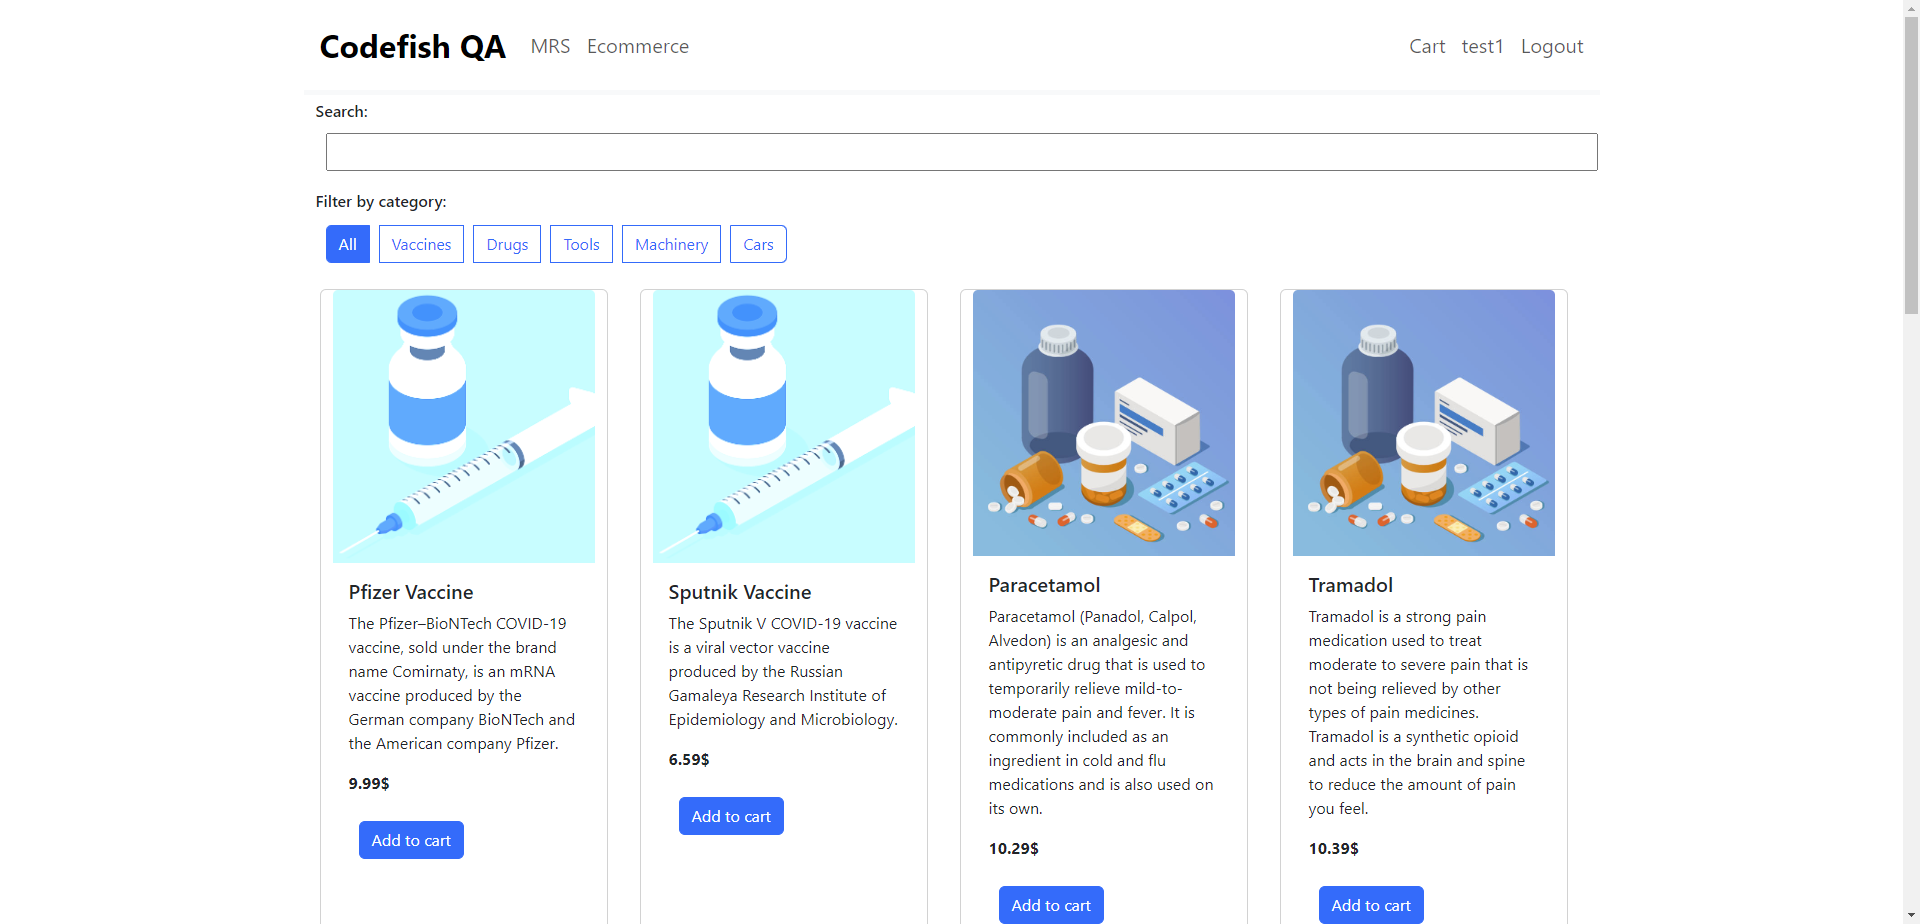 Codefish QA MRS Ecommerce Cart test1 Logout
Search:
Filter by category:
All Vaccines Drugs Tools Machinery Cars
Pfizer Vaccine
The Pfizer–BioNTech COVID-19
vaccine, sold under the brand
name Comirnaty, is an mRNA
vaccine produced by the
German company BioNTech and
the American company Pfizer.
9.99$
Add to cart
Sputnik Vaccine
The Sputnik V COVID-19 vaccine
is a viral vector vaccine
produced by the Russian
Gamaleya Research Institute of
Epidemiology and Microbiology.
6.59$
Add to cart
Paracetamol
Paracetamol (Panadol, Calpol,
Alvedon) is an analgesic and
antipyretic drug that is used to
temporarily relieve mild-to-
moderate pain and fever. It is
commonly included as an
ingredient in cold and flu
medications and is also used on
its own.
10.29$
Add to cart
Tramadol
Tramadol is a strong pain
medication used to treat
moderate to severe pain that is
not being relieved by other
types of pain medicines.
Tramadol is a synthetic opioid
and acts in the brain and spine
to reduce the amount of pain
you feel.
10.39$
Add to cart